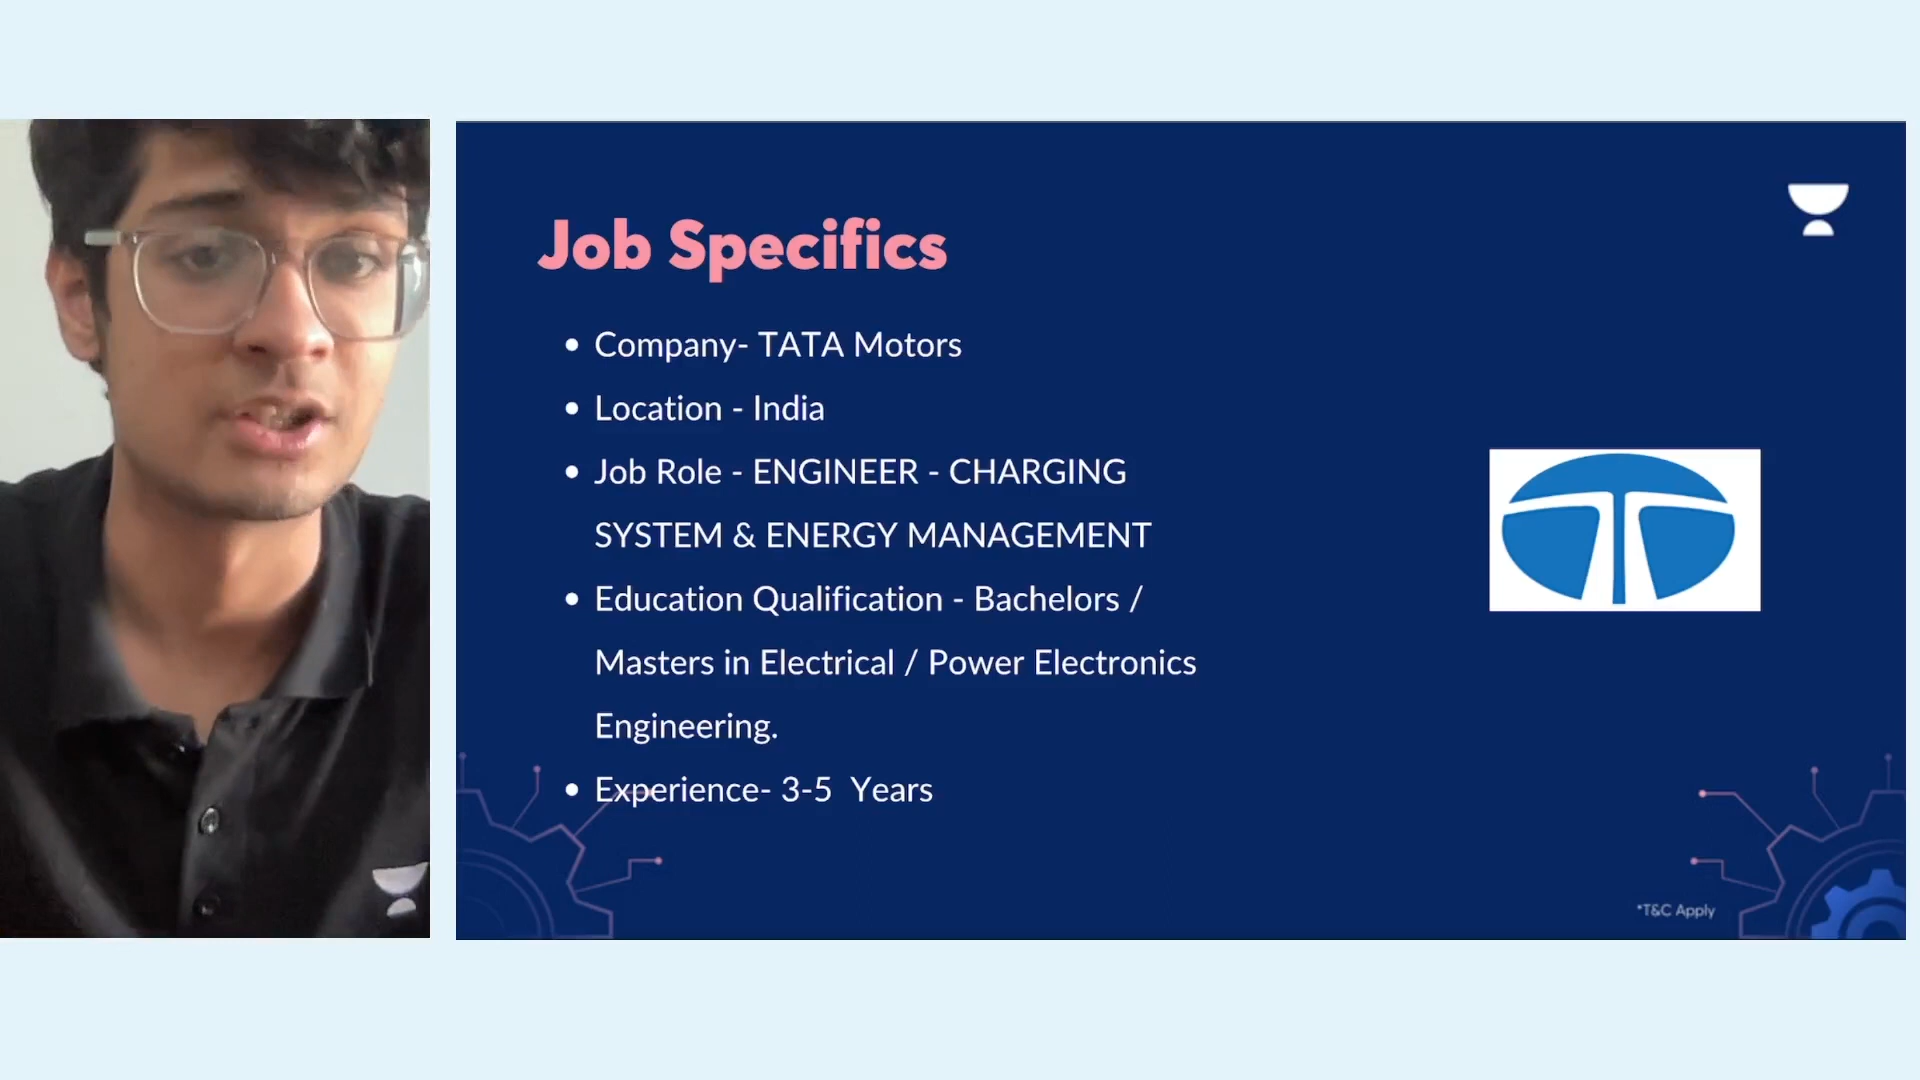 Job Specifics
Company- TATA Motors
Location - India
Job Role - ENGINEER - CHARGING
SYSTEM & ENERGY MANAGEMENT
Education Qualification - Bachelors /
Masters in Electrical / Power Electronics
Engineering.
Experience- 3-5 Years
*T&C Apply